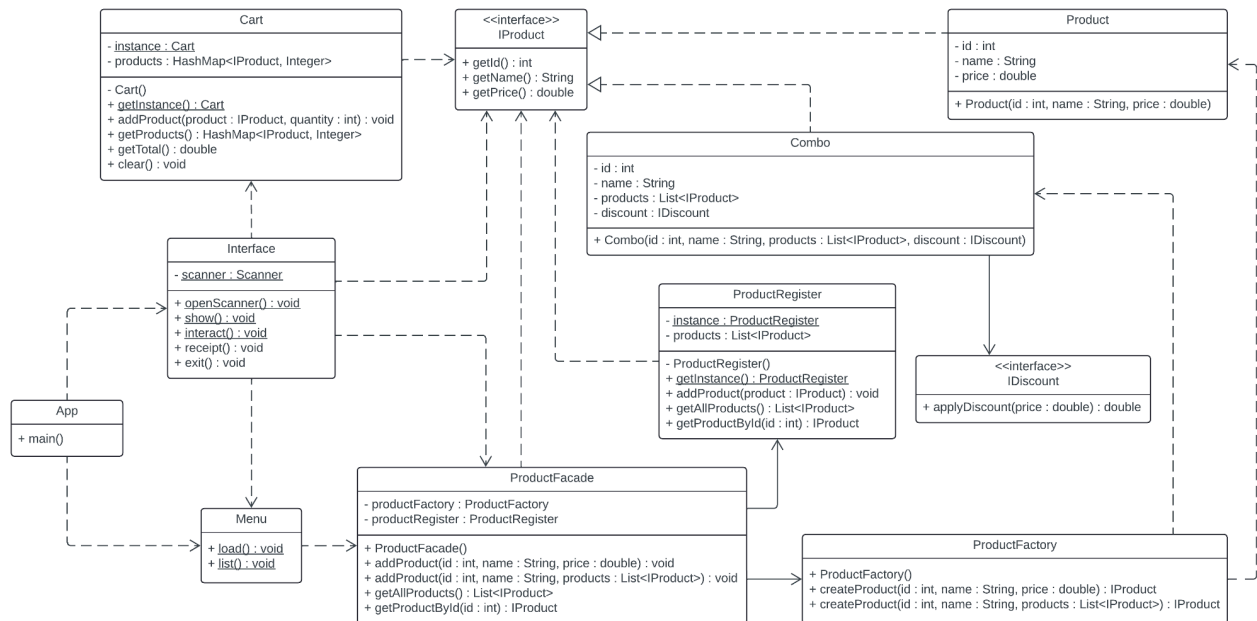 Cart
- instance : Cart
- products : HashMap<IProduct, Integer>
- Cart()
+ getInstance() : Cart
+ addProduct(product : IProduct, quantity : int) : void
+ getProducts() : HashMap<IProduct, Integer>
+ getTotal() : double
+ clear() : void
<<interface>>
IProduct
+ getId() : int
+ getName() : String
+ getPrice() : double
Product
- id : int
- name : String
- price : double
+ Product(id : int, name : String, price : double)
Combo
- id : int
- name : String
- products : List<IProduct>
- discount : IDiscount
+ Combo(id : int, name : String, products : List<IProduct>, discount : IDiscount)
Interface
- scanner : Scanner
+ openScanner() : void
+ show() : void
+ interact() : void
+ receipt() : void
+ exit() : void
ProductRegister
- instance : ProductRegister
- products : List<IProduct>
- ProductRegister()
+ getInstance() : ProductRegister
+ addProduct(product : IProduct) : void
+ getAllProducts() : List<IProduct>
+ getProductById(id : int) : IProduct
<<interface>>
IDiscount
+ applyDiscount(price : double) : double
App
+ main()
Menu
+ load() : void
+ list() : void
ProductFacade
- productFactory : ProductFactory
- productRegister : ProductRegister
+ ProductFacade()
+ addProduct(id : int, name : String, price : double) : void
+ addProduct(id : int, name : String, products : List<IProduct>) : void
+ getAllProducts() : List<IProduct>
+ getProductById(id : int) : IProduct
ProductFactory
+ ProductFactory()
+ createProduct(id : int, name : String, price : double) : IProduct
+ createProduct(id : int, name : String, products : List<IProduct>) : IProduct